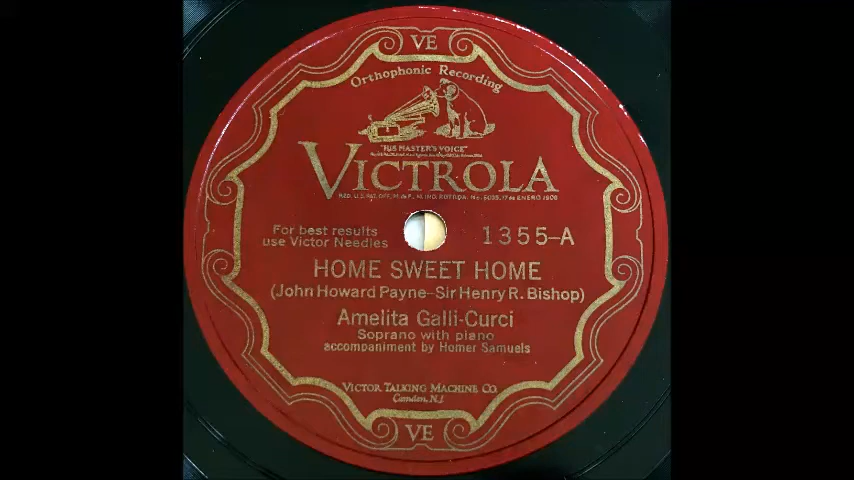 VE
Orthophonic Recording
"HIS MASTER'S VOICE"
VICTROLA
For best results
use Victor Needles
1355-A
HOME SWEET HOME
(John Howard Payne-Sir Henry R. Bishop)
Amelita Galli-Curci
Soprano with piano
accompaniment by Homer Samuels
VICTOR TALKING MACHINE CO.
Camden, N.J.
VE